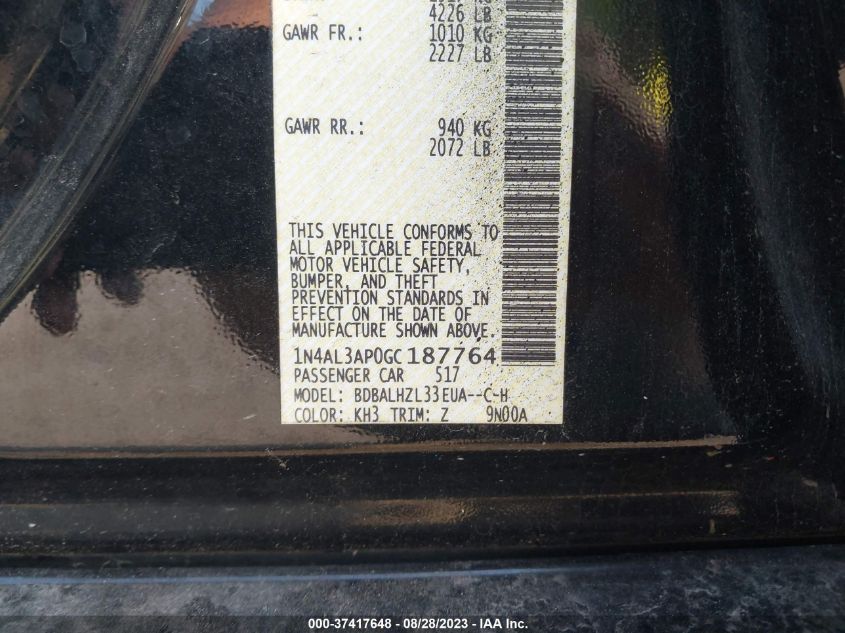 4226 LB
GAWR FR.: 1010 KG
2227 LB
GAWR RR.: 940 KG
2072 LB
THIS VEHICLE CONFORMS TO
ALL APPLICABLE FEDERAL
MOTOR VEHICLE SAFETY,
BUMPER, AND THEFT
PREVENTION STANDARDS IN
EFFECT ON THE DATE OF
MANUFACTURE SHOWN ABOVE.
1N4AL3AP0GC187764
PASSENGER CAR 517
MODEL: BDBALHZL33EUA--C-H
COLOR: KH3 TRIM: Z 9N00A
000-37417648 - 08/28/2023 - IAA Inc.